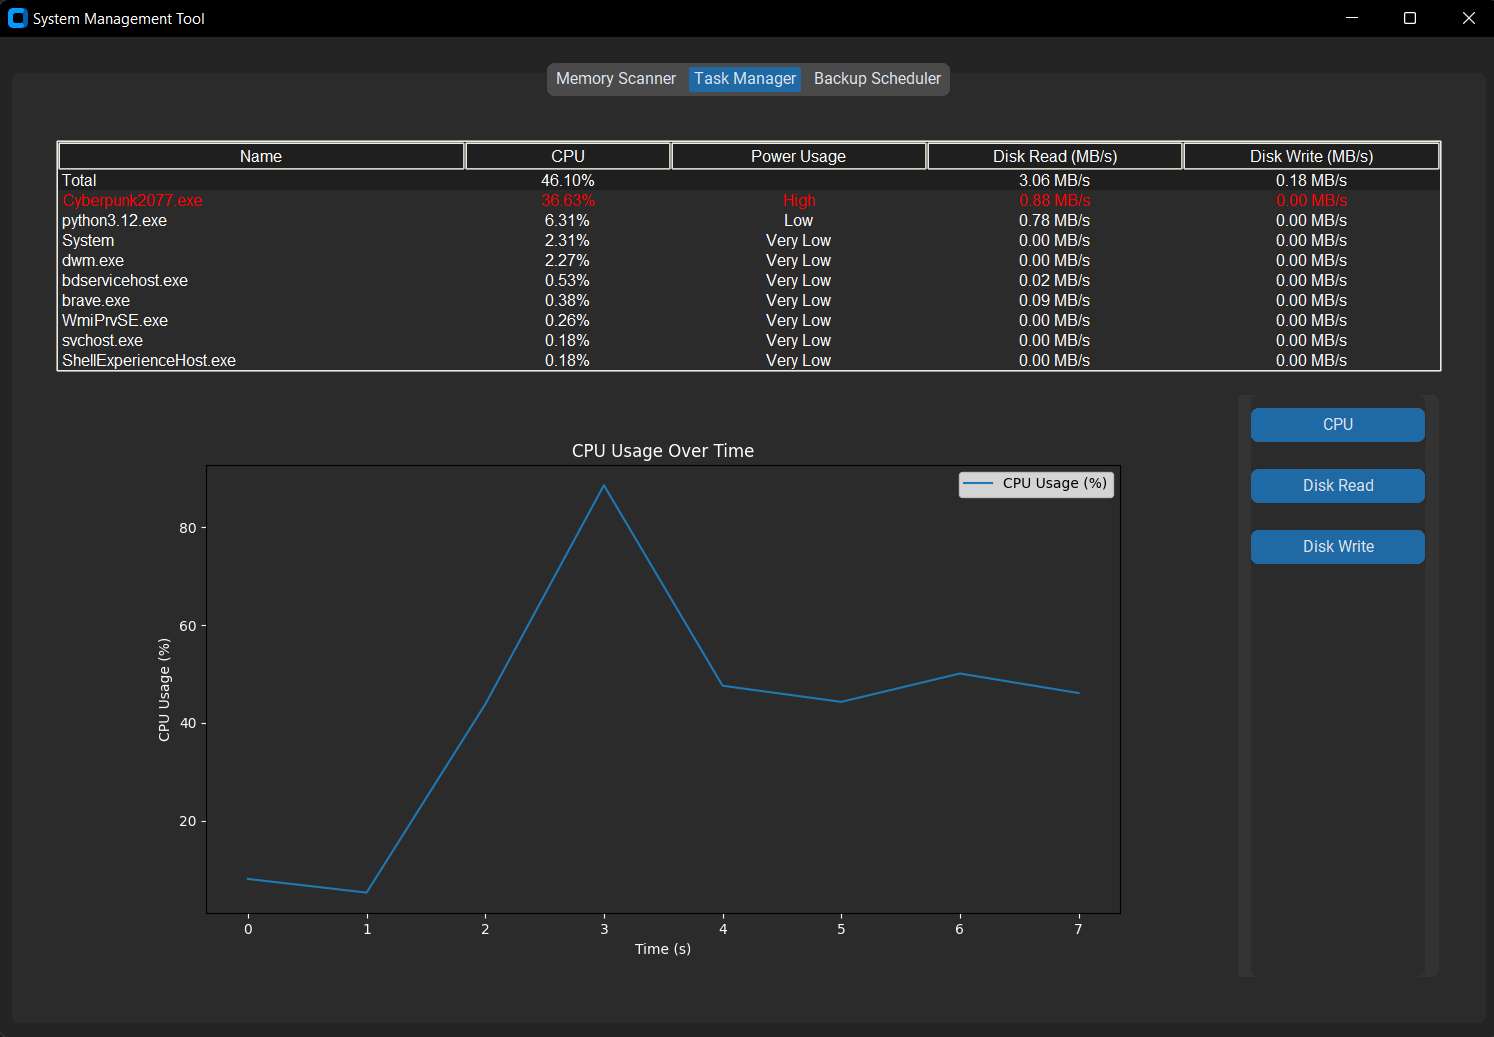 System Management Tool
Memory Scanner Task Manager Backup Scheduler
Name CPU Power Usage Disk Read (MB/s) Disk Write (MB/s)
Total 46.10% 3.06 MB/s 0.18 MB/s
Cyberpunk2077.exe 36.63% High 0.88 MB/s 0.00 MB/s
python3.12.exe 6.31% Low 0.78 MB/s 0.00 MB/s
System 2.31% Very Low 0.00 MB/s 0.00 MB/s
dwm.exe 2.27% Very Low 0.00 MB/s 0.00 MB/s
bdservicehost.exe 0.53% Very Low 0.02 MB/s 0.00 MB/s
brave.exe 0.38% Very Low 0.09 MB/s 0.00 MB/s
WmiPrvSE.exe 0.26% Very Low 0.00 MB/s 0.00 MB/s
svchost.exe 0.18% Very Low 0.00 MB/s 0.00 MB/s
ShellExperienceHost.exe 0.18% Very Low 0.00 MB/s 0.00 MB/s
CPU Usage Over Time
CPU Usage (%)
80
60
40
20
CPU Usage (%)
0 1 2 3 4 5 6 7
Time (s)
CPU
Disk Read
Disk Write